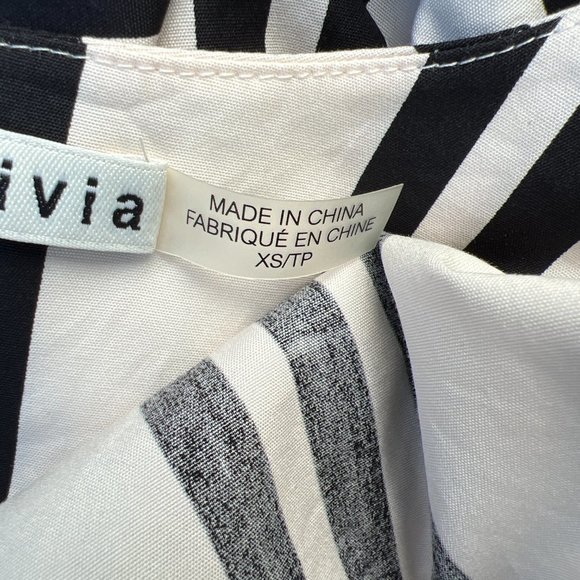 ivia
MADE IN CHINA
FABRIQUÉ EN CHINE
XS/TP